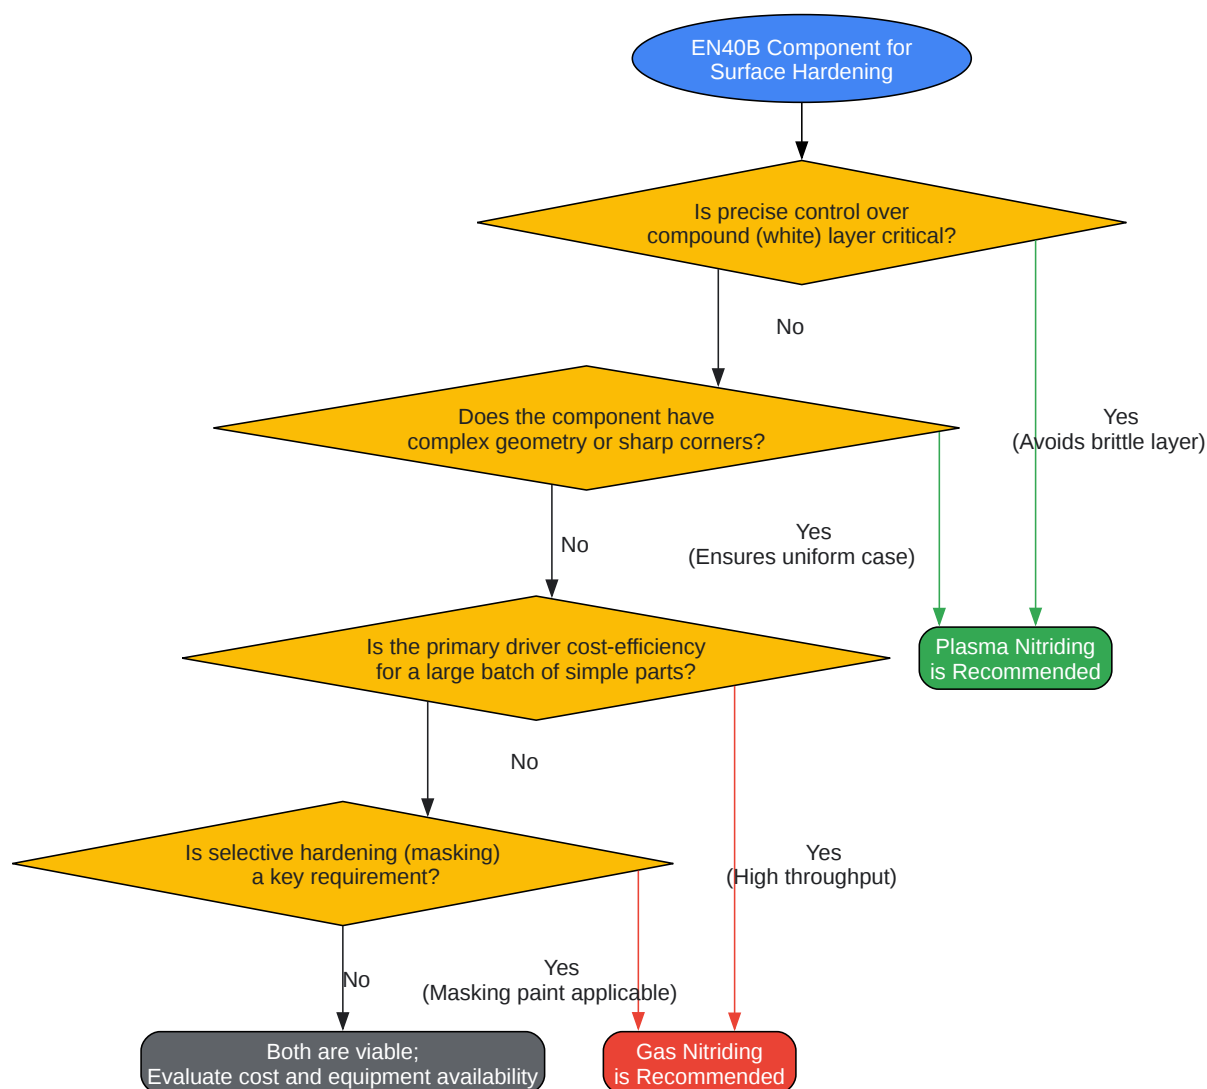 EN40B Component for
Surface Hardening
Is precise control over
compound (white) layer critical?
No
Yes
(Avoids brittle layer)
Does the component have
complex geometry or sharp corners?
No
Yes
(Ensures uniform case)
Plasma Nitriding
is Recommended
Is the primary driver cost-efficiency
for a large batch of simple parts?
No
Yes
(High throughput)
Is selective hardening (masking)
a key requirement?
No
Yes
(Masking paint applicable)
Both are viable;
Evaluate cost and equipment availability
Gas Nitriding
is Recommended